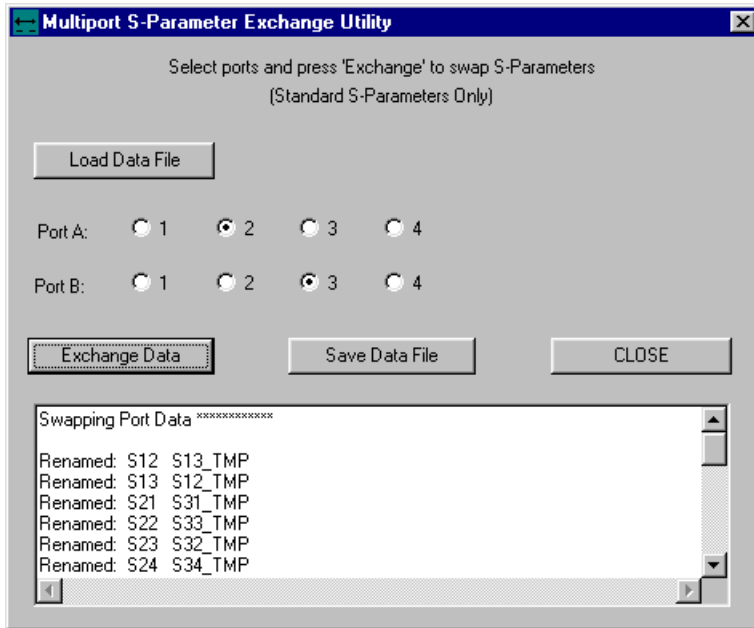 Multiport S-Parameter Exchange Utility
Select ports and press 'Exchange' to swap S-Parameters
(Standard S-Parameters Only)
Load Data File
Port A: 1 2 3 4
Port B: 1 2 3 4
Exchange Data Save Data File CLOSE
Swapping Port Data ************
Renamed: S12 S13_TMP
Renamed: S13 S12_TMP
Renamed: S21 S31_TMP
Renamed: S22 S33_TMP
Renamed: S23 S32_TMP
Renamed: S24 S34_TMP